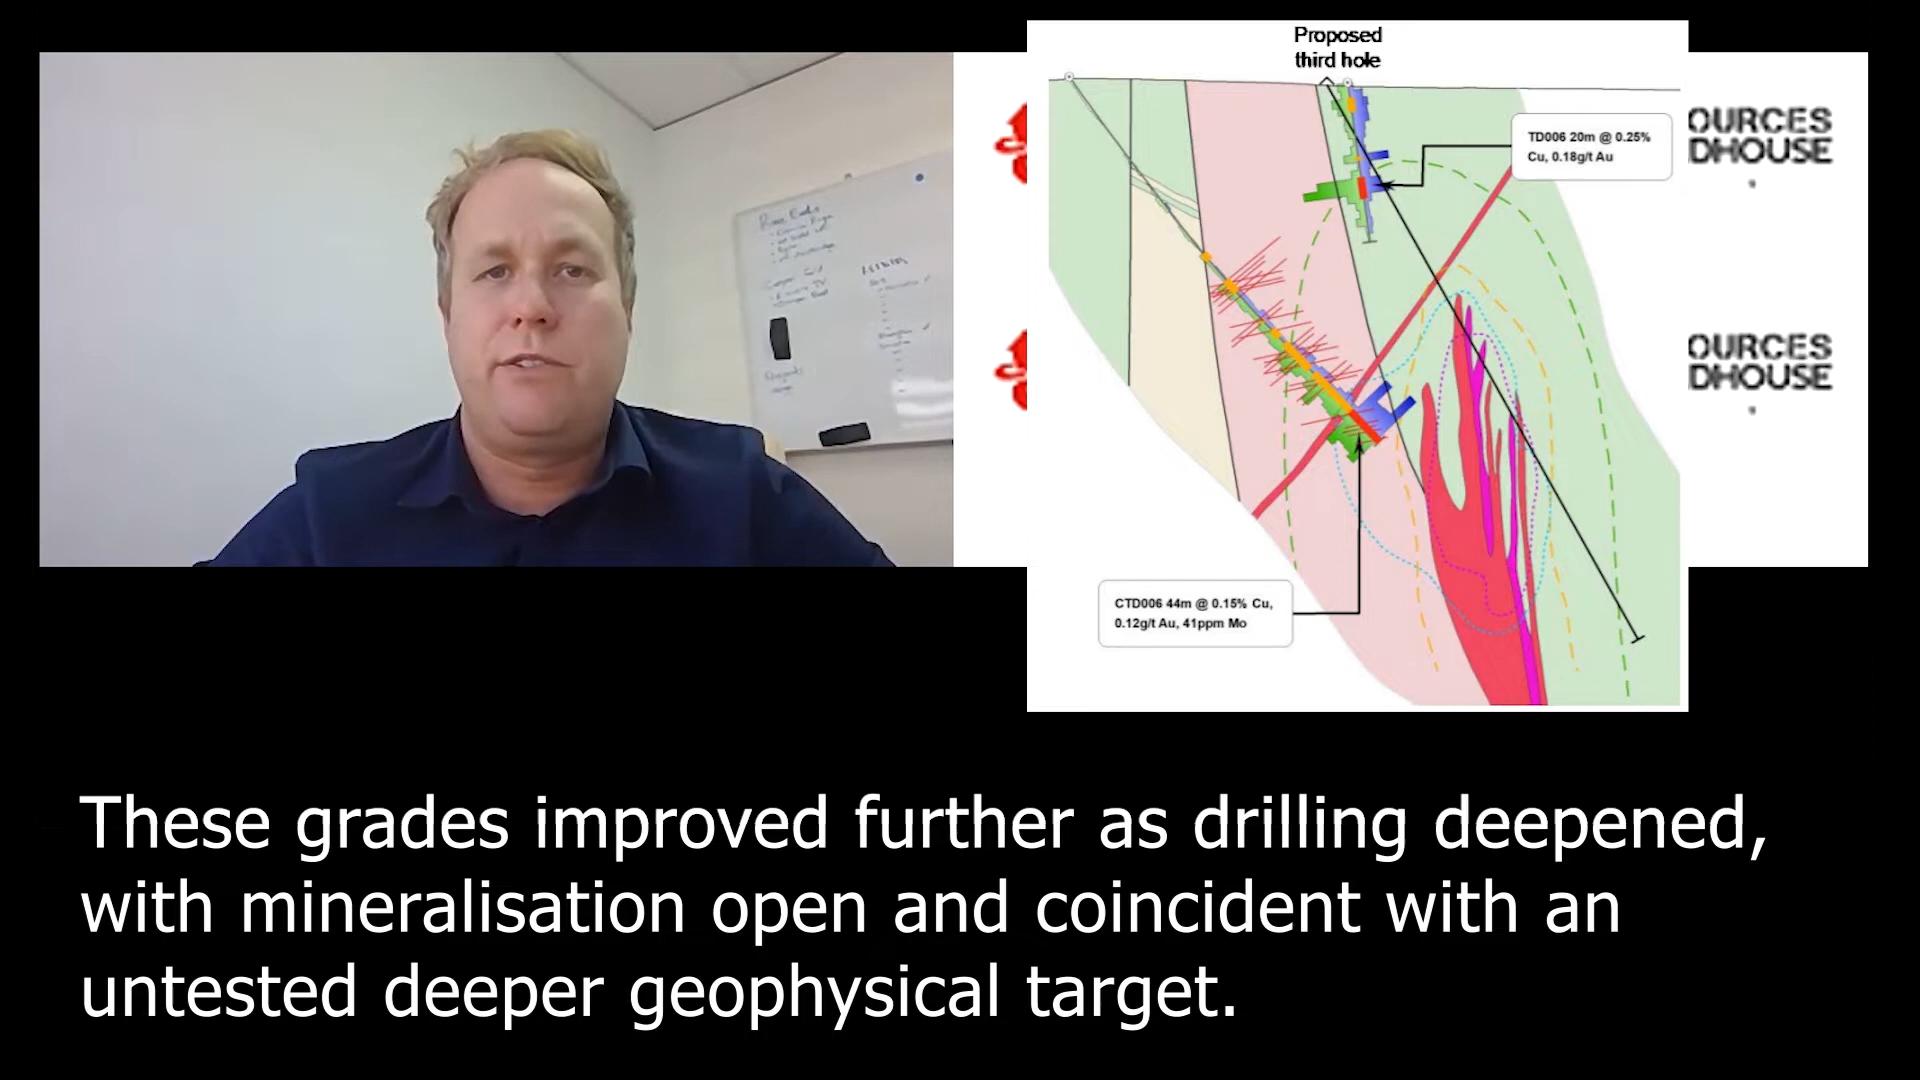 Proposed
third hole
OURCES
DHOUSE
TD006 20m @ 0.25%
Cu, 0.18g/t Au
OURCES
DHOUSE
CTD006 44m @ 0.15% Cu,
0.12g/t Au, 41ppm Mo
These grades improved further as drilling deepened,
with mineralisation open and coincident with an
untested deeper geophysical target.